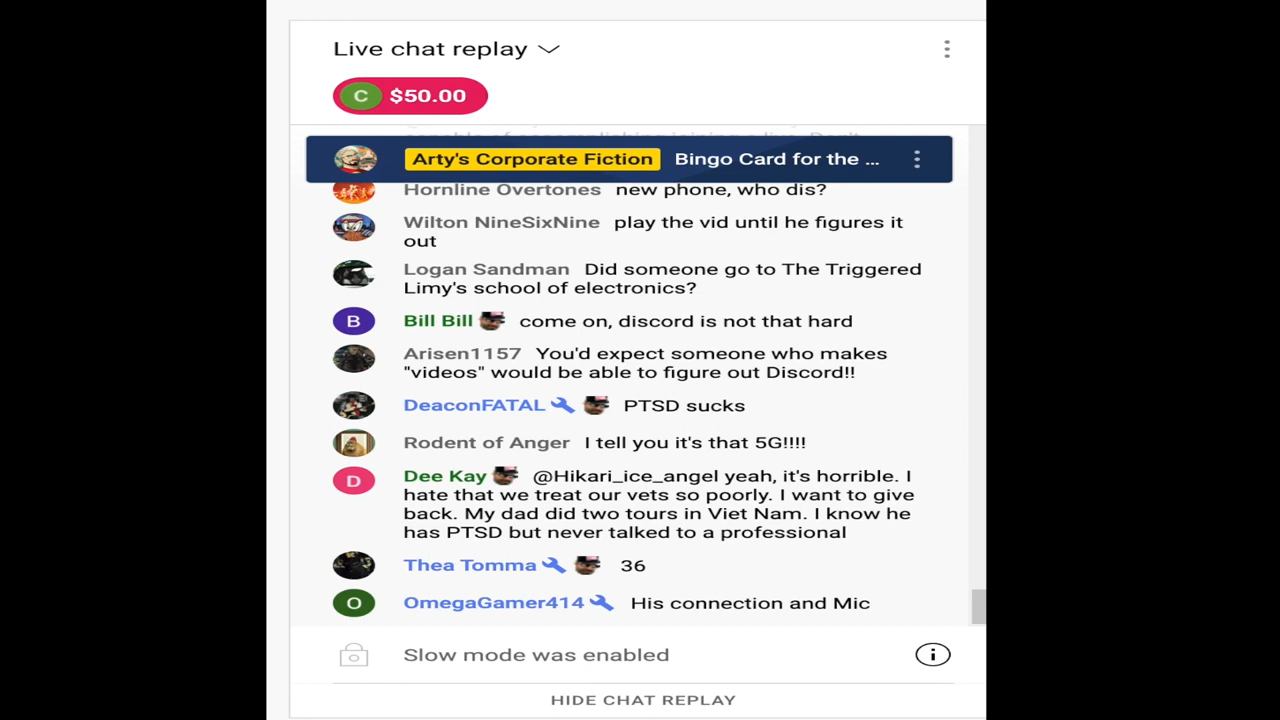 Live chat replay
C $50.00
Arty's Corporate Fiction Bingo Card for the ...
Hornline Overtones new phone, who dis?
Wilton NineSixNine play the vid until he figures it
out
Logan Sandman Did someone go to The Triggered
Limy's school of electronics?
B Bill Bill come on, discord is not that hard
Arisen1157 You'd expect someone who makes
"videos" would be able to figure out Discord!!
DeaconFATAL PTSD sucks
Rodent of Anger I tell you it's that 5G!!!!
D Dee Kay @Hikari_ice_angel yeah, it's horrible. I
hate that we treat our vets so poorly. I want to give
back. My dad did two tours in Viet Nam. I know he
has PTSD but never talked to a professional
Thea Tomma 36
O OmegaGamer414 His connection and Mic
Slow mode was enabled
HIDE CHAT REPLAY